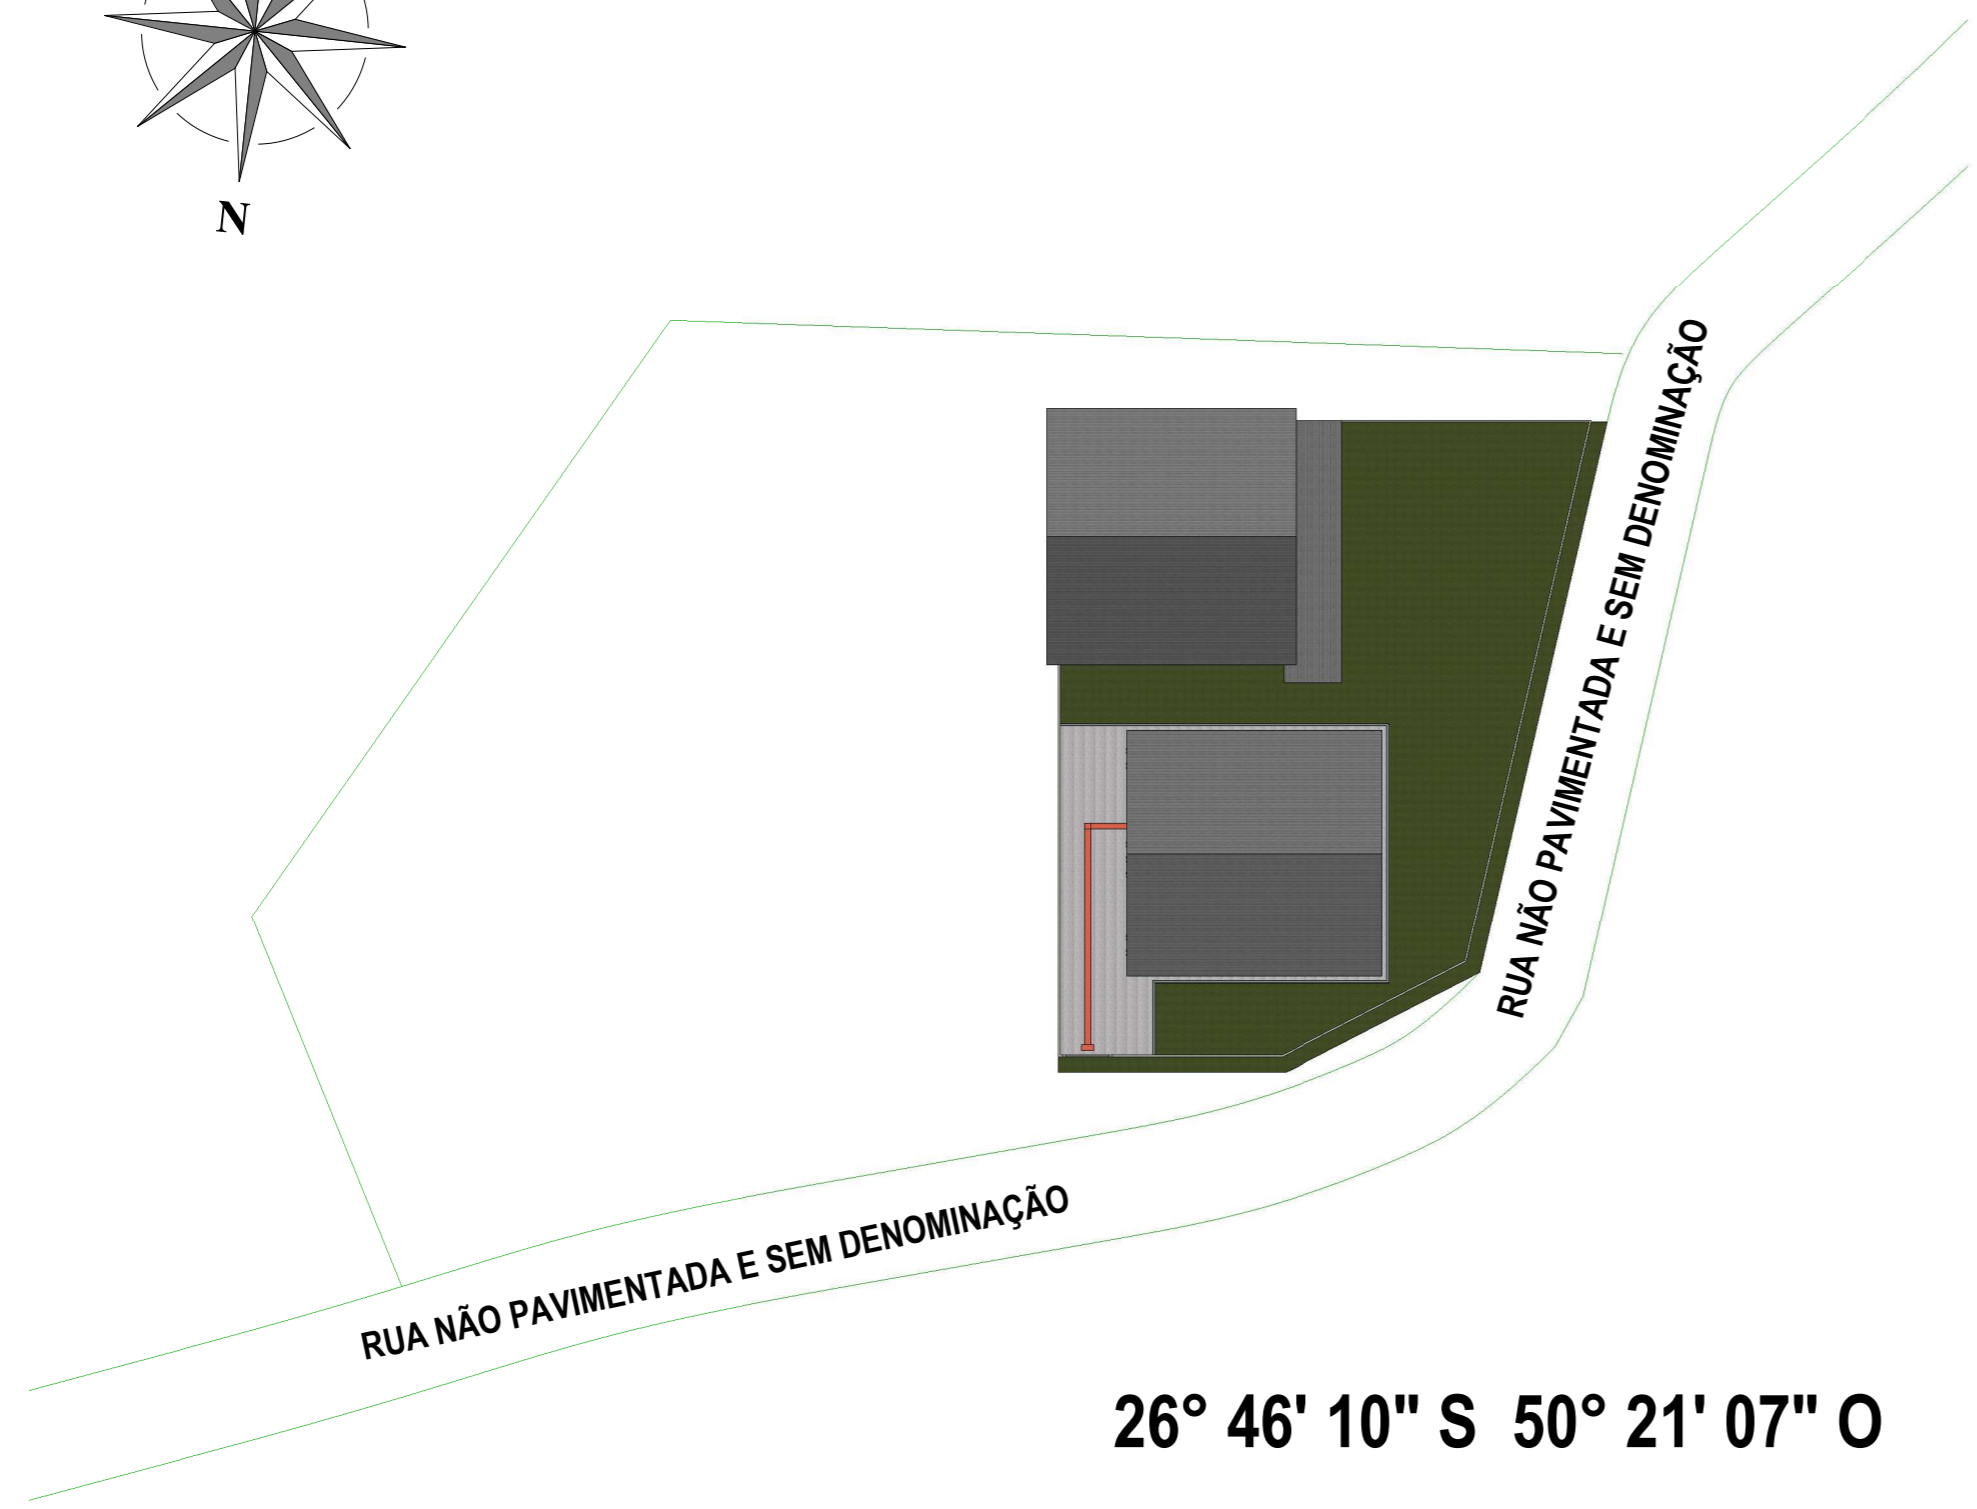 N
RUA NÃO PAVIMENTADA E SEM DENOMINAÇÃO
RUA NÃO PAVIMENTADA E SEM DENOMINAÇÃO
26° 46' 10" S  50° 21' 07" O